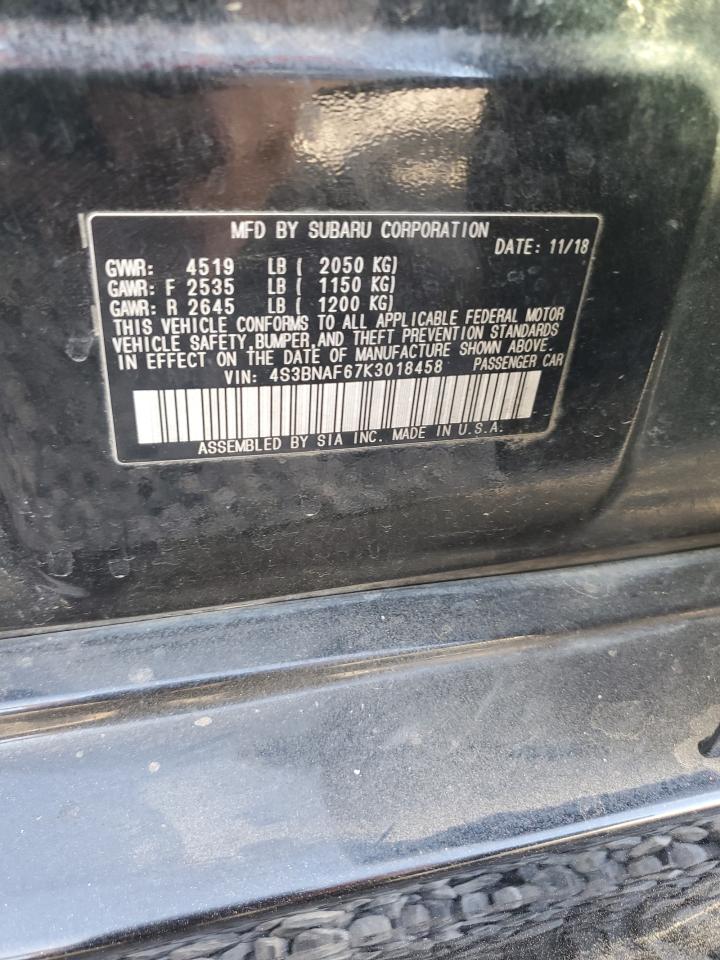 MFD BY SUBARU CORPORATION
DATE: 11/18
GVWR: 4519 LB ( 2050 KG)
GAWR: F 2535 LB ( 1150 KG)
GAWR: R 2645 LB ( 1200 KG)
THIS VEHICLE CONFORMS TO ALL APPLICABLE FEDERAL MOTOR
VEHICLE SAFETY,BUMPER,AND THEFT PREVENTION STANDARDS
IN EFFECT ON THE DATE OF MANUFACTURE SHOWN ABOVE.
VIN: 4S3BNAF67K3018458 PASSENGER CAR
ASSEMBLED BY SIA INC. MADE IN U.S.A.